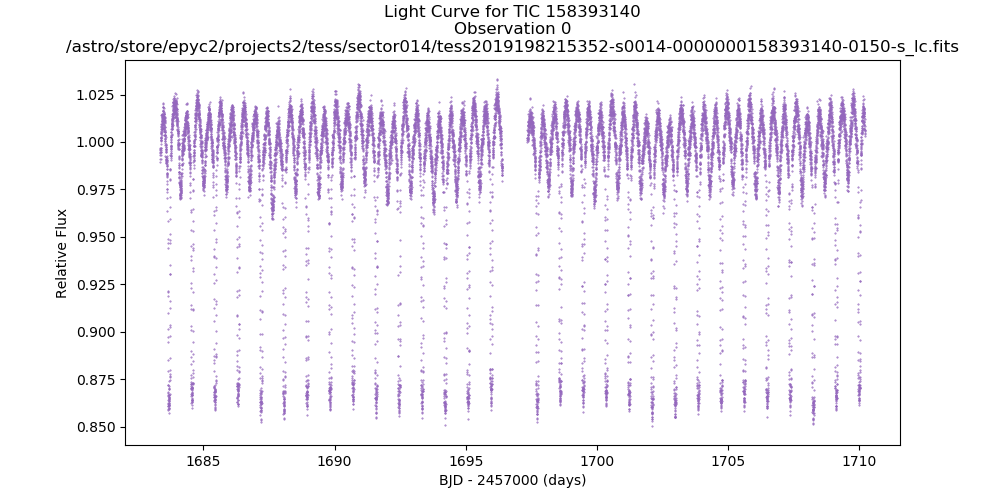 Light Curve for TIC 158393140
Observation 0
/astro/store/epyc2/projects2/tess/sector014/tess2019198215352-s0014-0000000158393140-0150-s_lc.fits
1.025
1.000
0.975
0.950
0.925
0.900
0.875
0.850
Relative Flux
1685
1690
1695
1700
1705
1710
BJD - 2457000 (days)